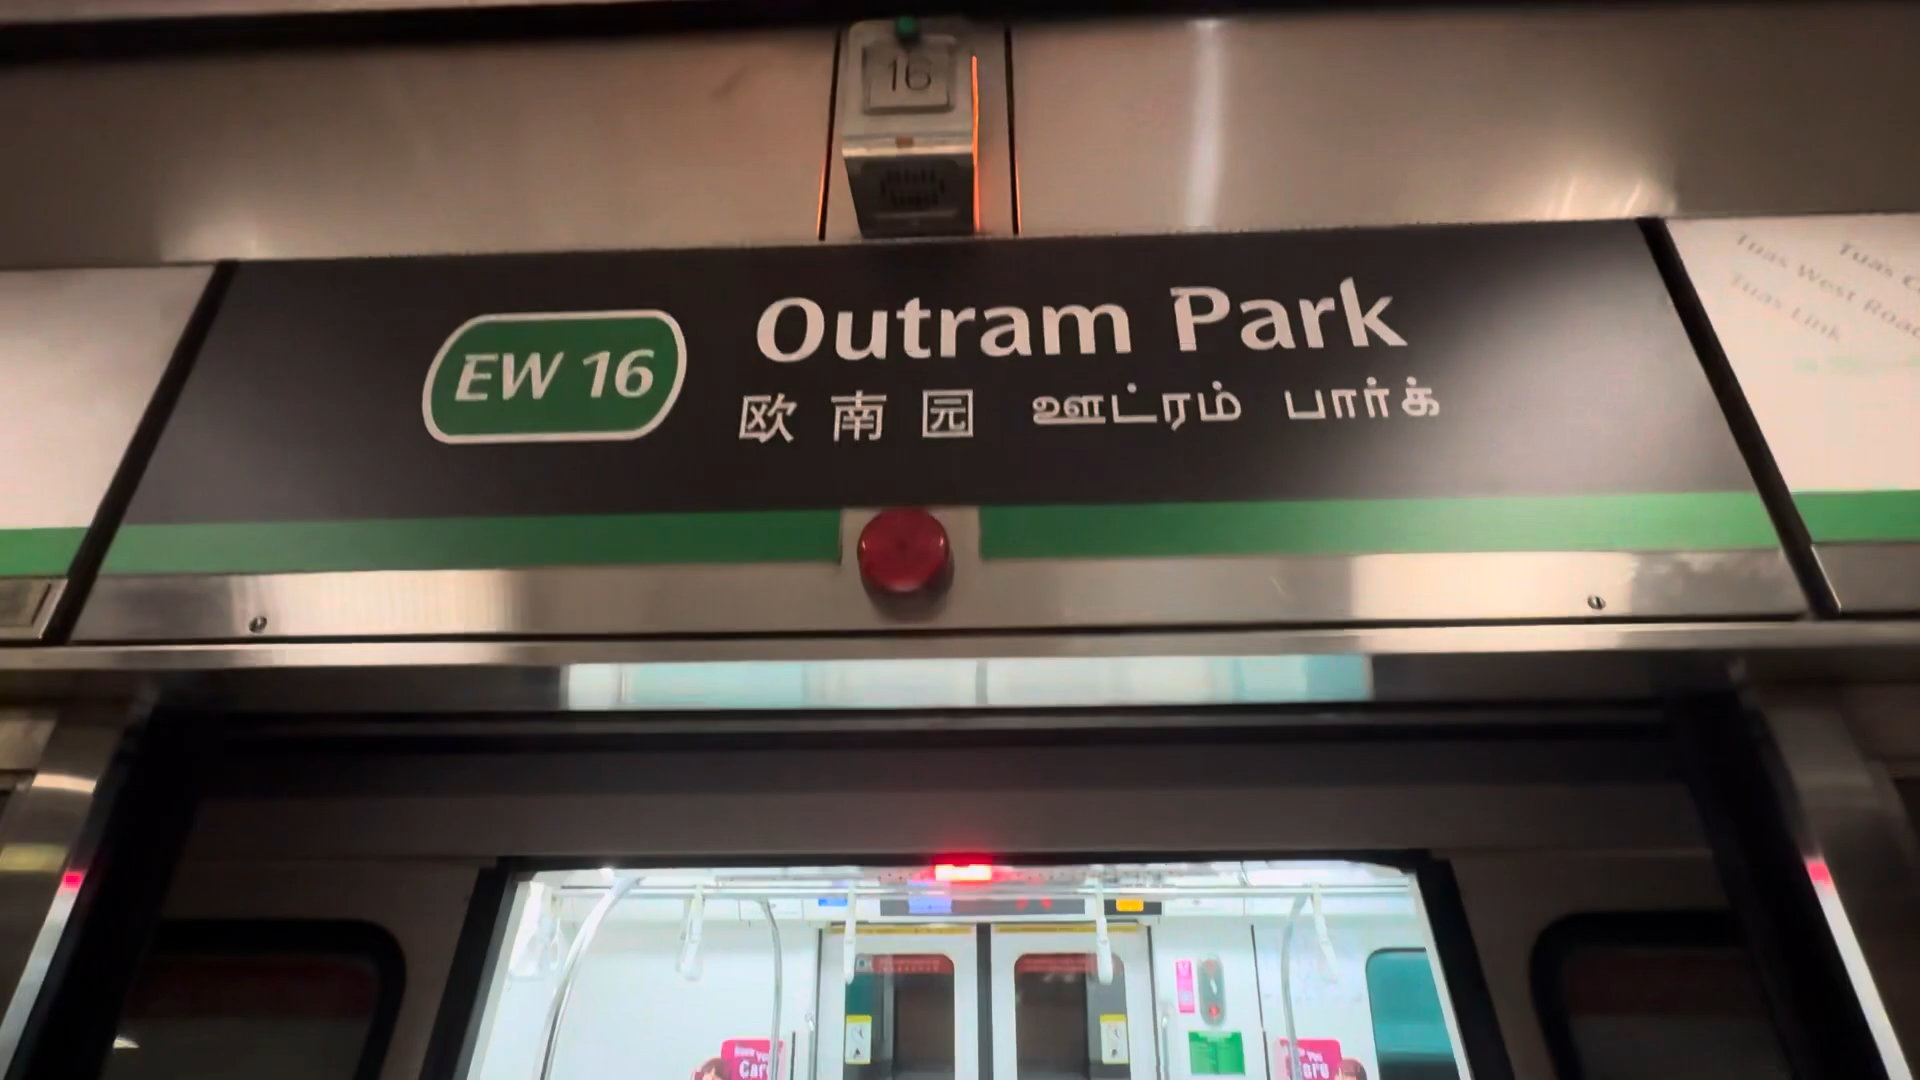 16
EW 16
Outram Park
欧南园 ஊட்ரம் பார்க்
Tuas West Road
Tuas Link